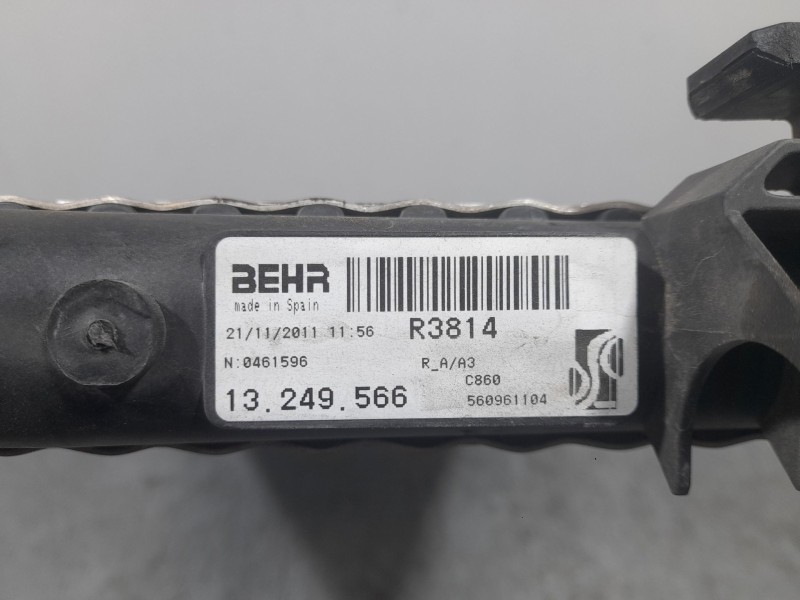 BEHR
made in Spain
21/11/2011 11:56 R3814
N:0461596 R_A/A3
C860
13.249.566 560961104